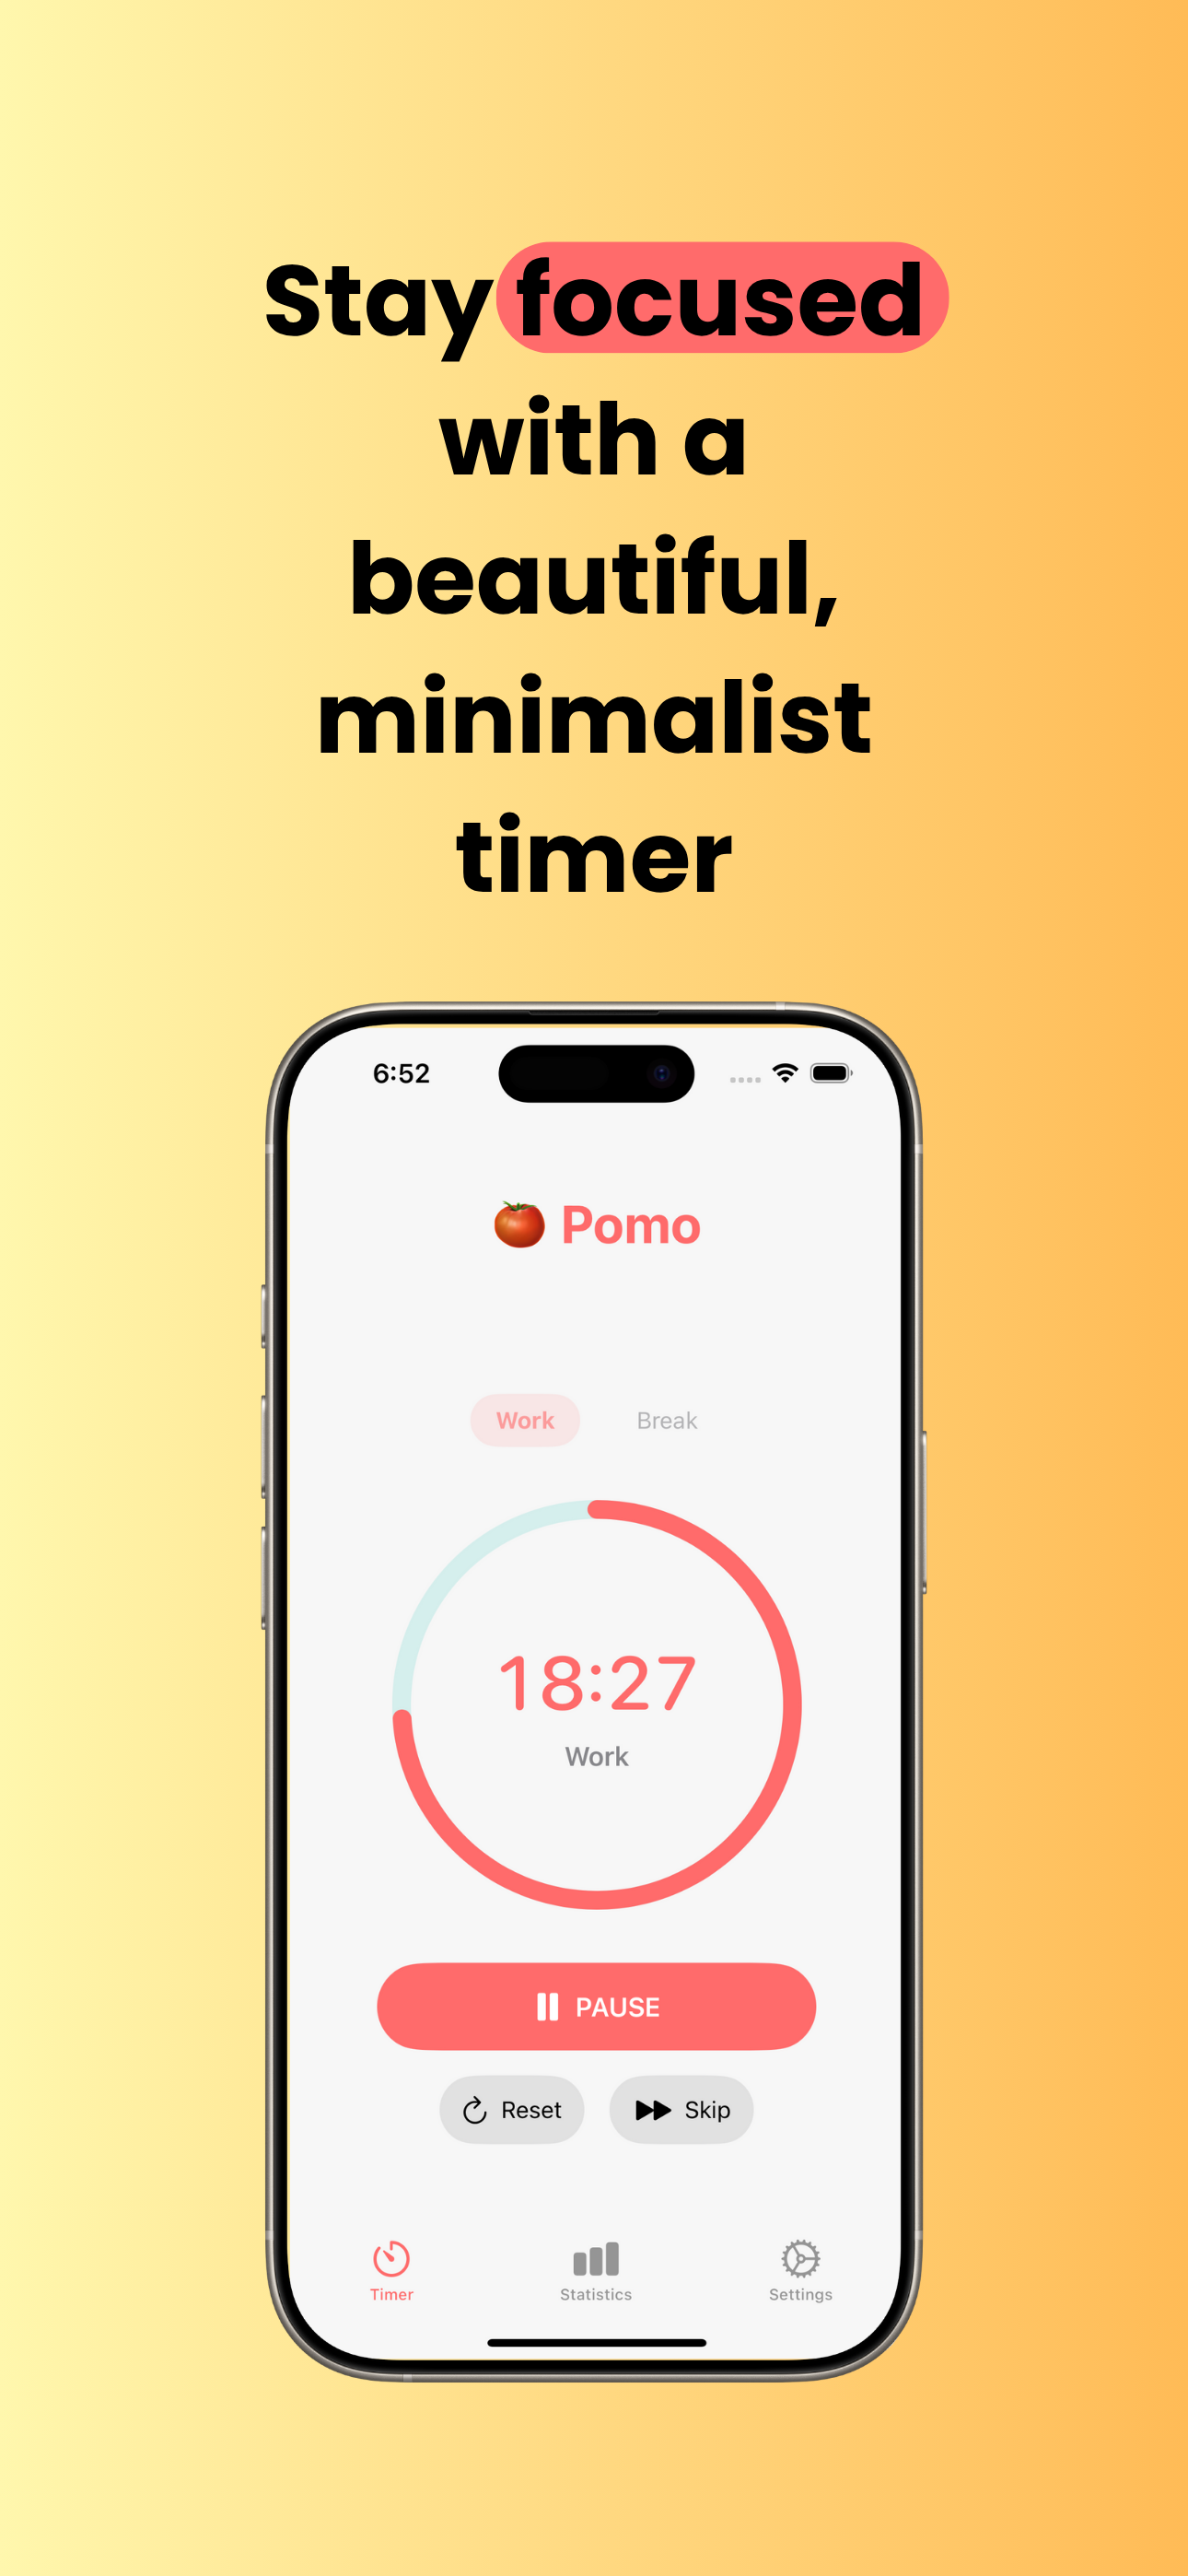 Stay focused
with a
beautiful,
minimalist
timer
6:52
Pomo
Work Break
18:27
Work
PAUSE
Reset Skip
Timer Statistics Settings